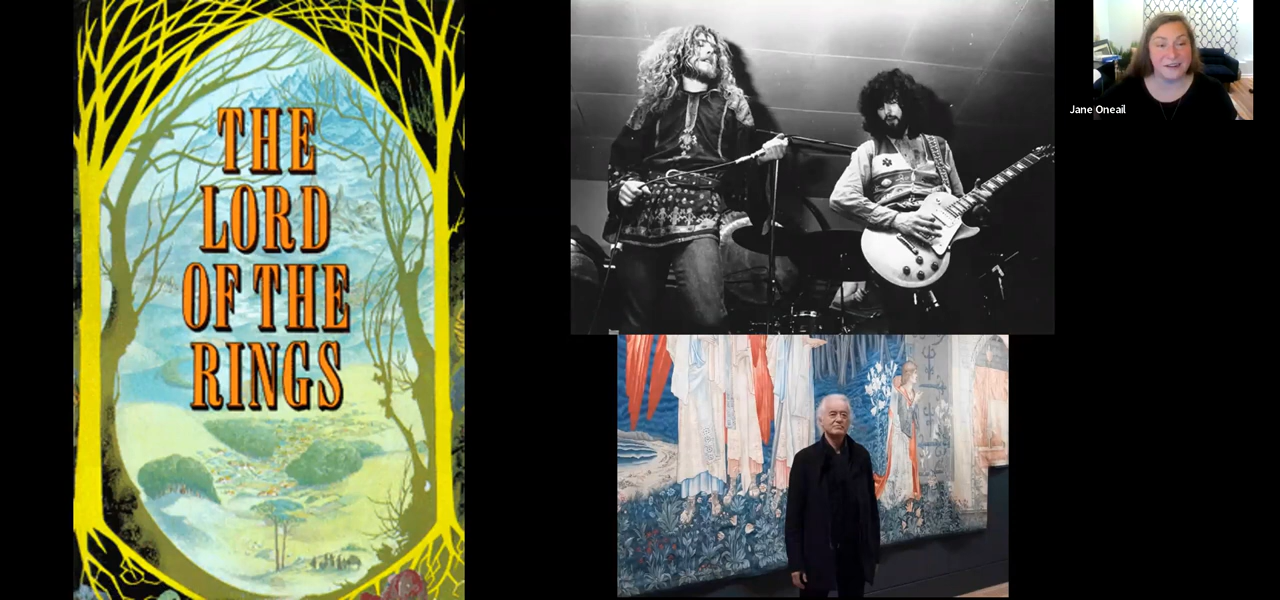 THE
LORD
OF THE
RINGS
Jane Oneail